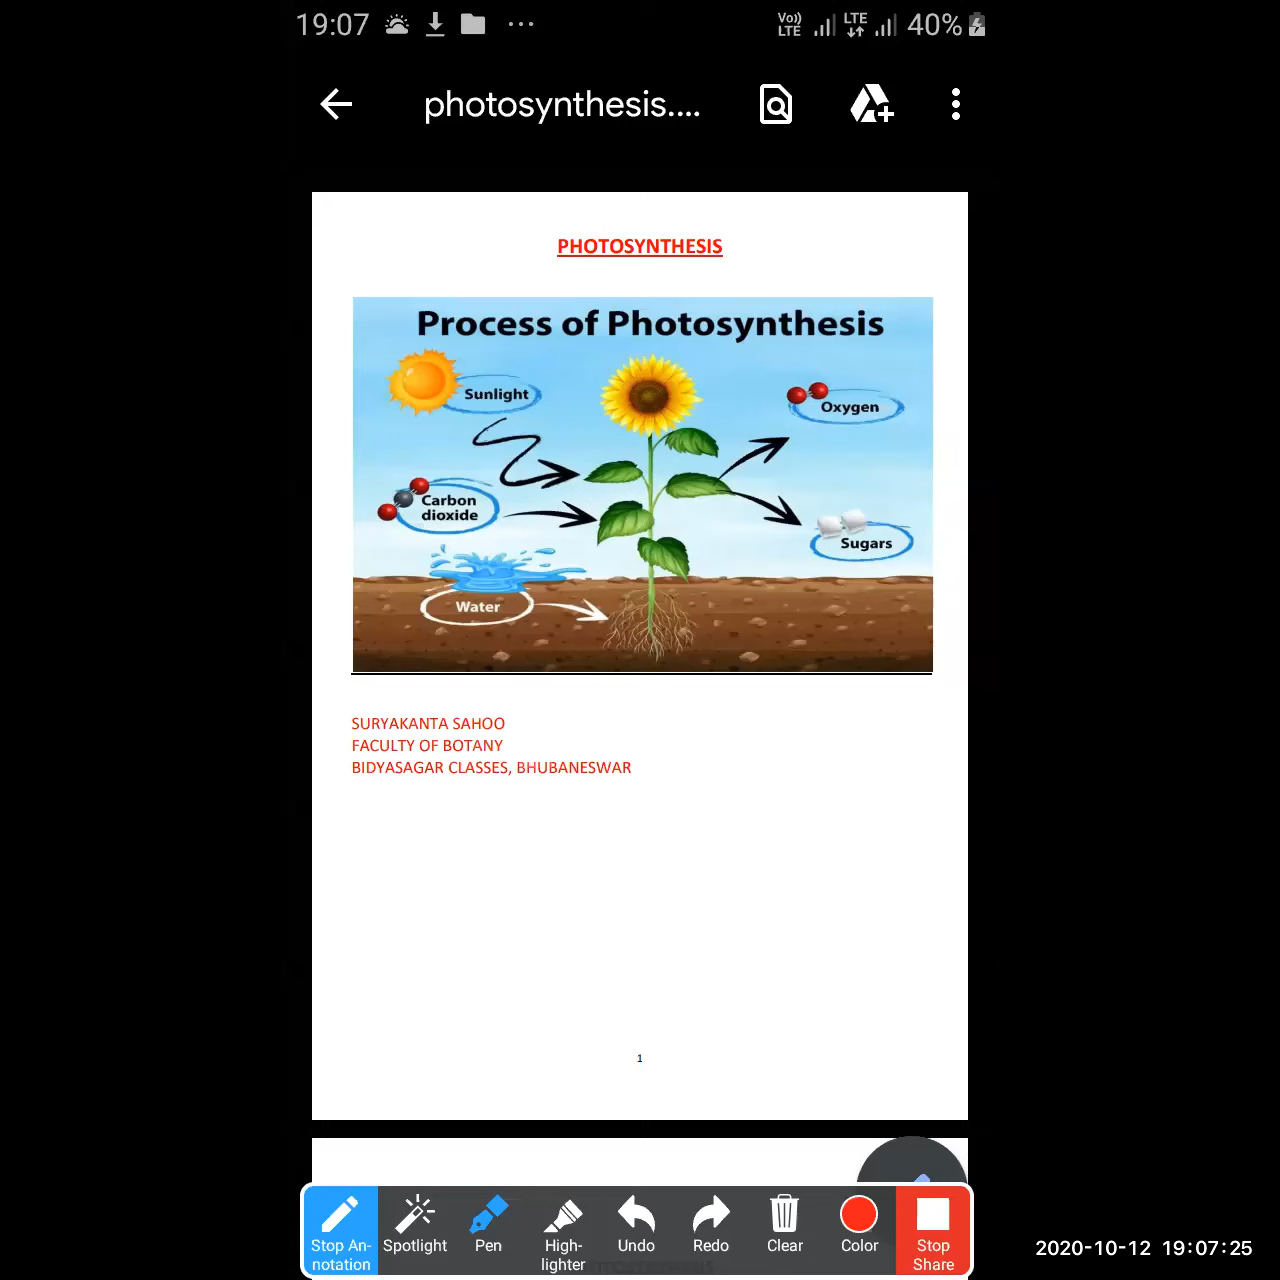 19:07 ... Vo)) LTE LTE 40%
photosynthesis....
PHOTOSYNTHESIS
Process of Photosynthesis
Sunlight
Oxygen
Carbon
dioxide
Sugars
Water
SURYAKANTA SAHOO
FACULTY OF BOTANY
BIDYASAGAR CLASSES, BHUBANESWAR
1
Stop An-
notation
Spotlight
Pen
High-
lighter
Undo
Redo
Clear
Color
Stop
Share
2020-10-12 19:07:25